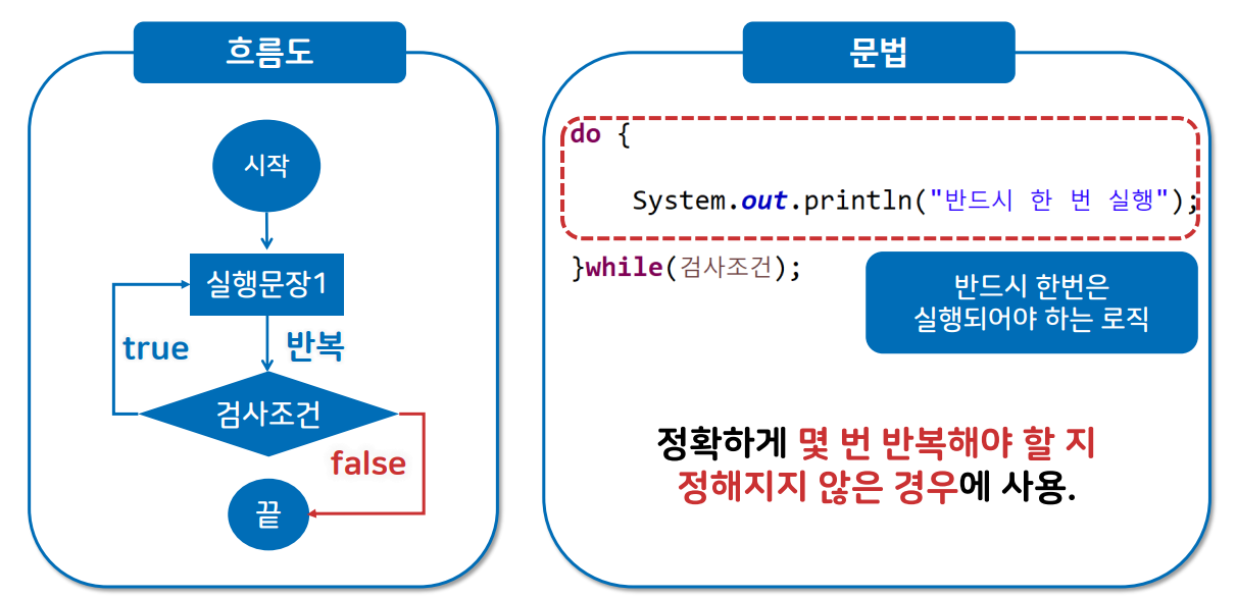 흐름도
시작
실행문장1
true
반복
검사조건
false
끝
문법
do {
System.out.println("반드시 한 번 실행");
}while(검사조건);
반드시 한번은
실행되어야 하는 로직
정확하게 몇 번 반복해야 할 지
정해지지 않은 경우에 사용.